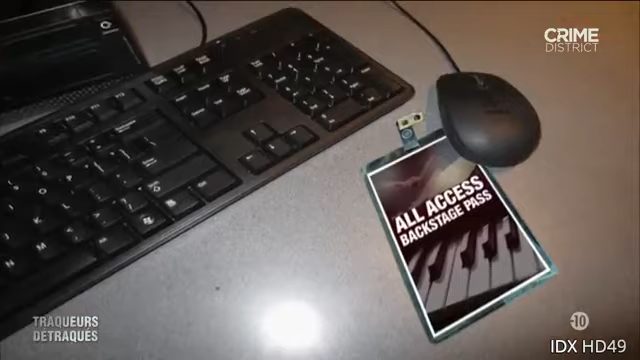 CRIME
DISTRICT
ALL ACCESS
BACKSTAGE PASS
TRAQUEURS
DÉTRAQUÉS
-10
IDX HD49